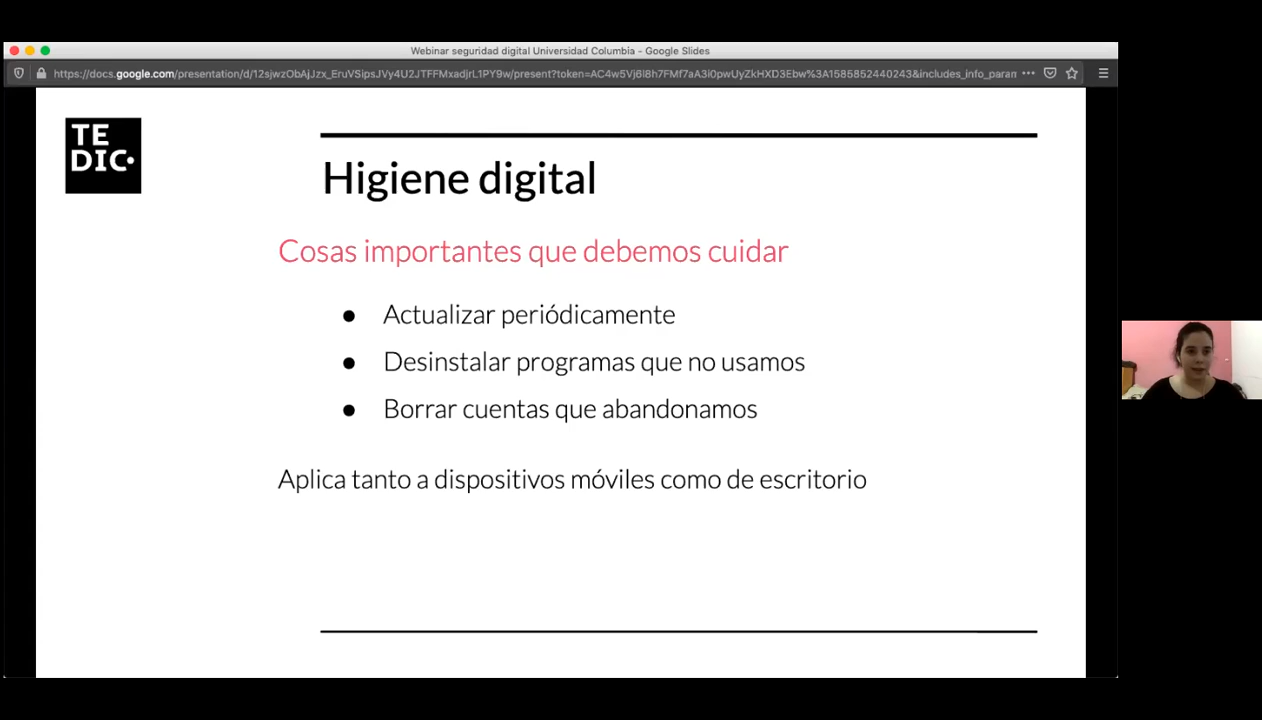 Webinar seguridad digital Universidad Columbia - Google Slides
TE
DIC
Higiene digital
Cosas importantes que debemos cuidar
● Actualizar periódicamente
● Desinstalar programas que no usamos
● Borrar cuentas que abandonamos
Aplica tanto a dispositivos móviles como de escritorio